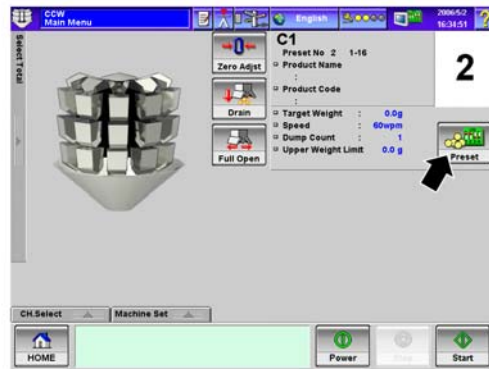 CCW
Main Menu
English
2006/5/2
16:34:51
?
Select Total
Zero Adjst
Drain
Full Open
C1
Preset No 2 1-16
Product Name
:
Product Code
:
Target Weight : 0.0g
Speed : 60wpm
Dump Count : 1
Upper Weight Limit 0.0 g
2
Preset
CH.Select
Machine Set
HOME
Power
Start